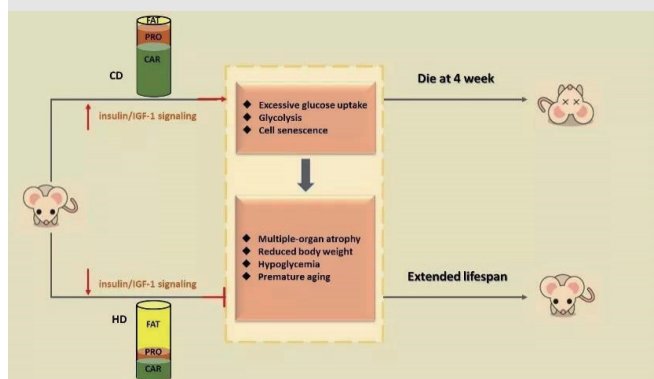 FAT
PRO
CAR
CD
insulin/IGF-1 signaling
Excessive glucose uptake
Glycolysis
Cell senescence
Die at 4 week
Multiple-organ atrophy
Reduced body weight
Hypoglycemia
Premature aging
insulin/IGF-1 signaling
Extended lifespan
HD
FAT
PRO
CAR